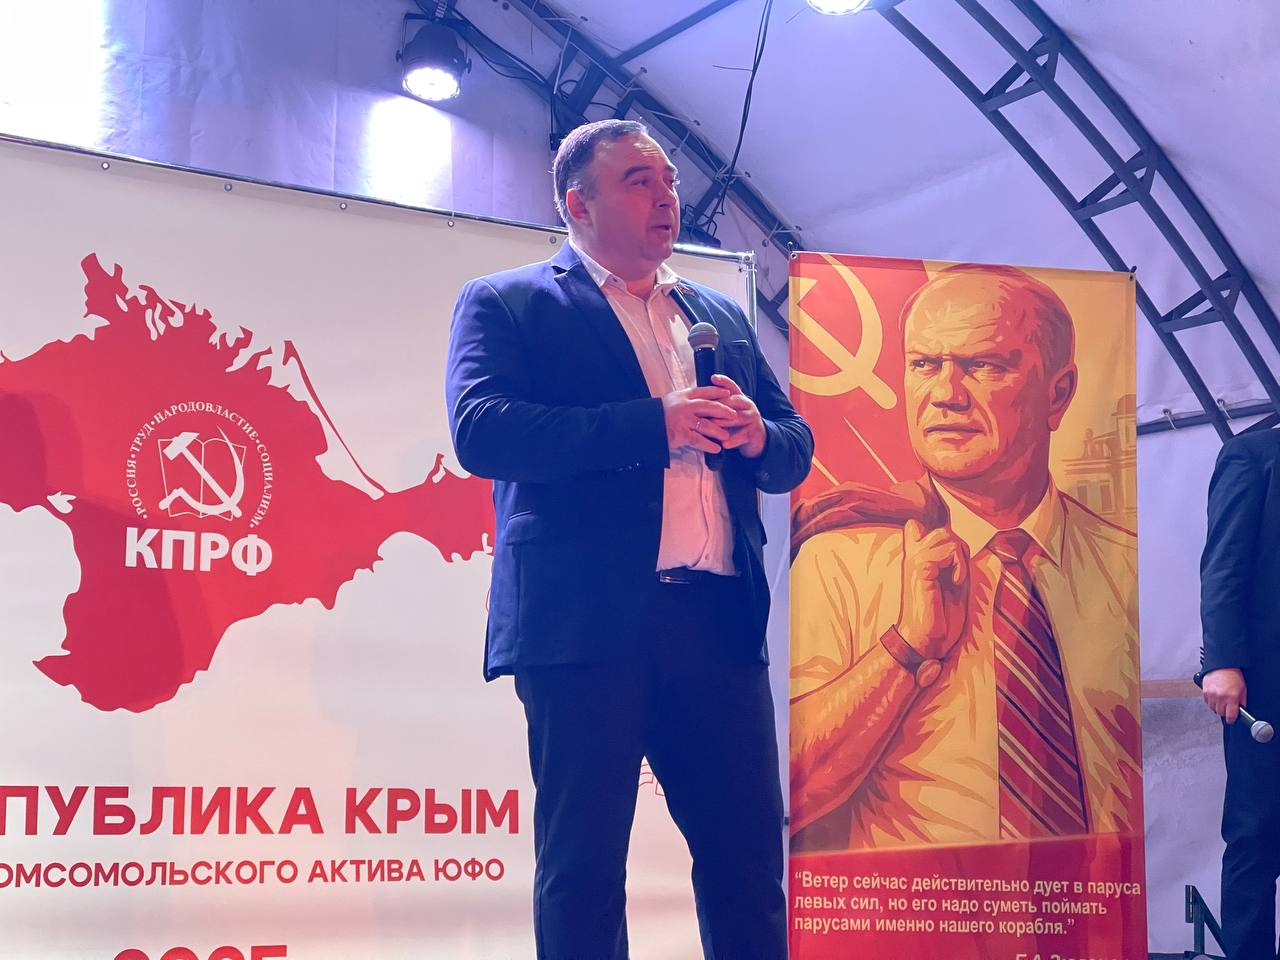 РОССИЯ•ТРУД•НАРОДОВЛАСТИЕ•СОЦИАЛИЗМ•
КПРФ
ПУБЛИКА КРЫМ
ОМСОМОЛЬСКОГО АКТИВА ЮФО
“Ветер сейчас действительно дует в паруса
левых сил, но его надо суметь поймать
парусами именно нашего корабля.”